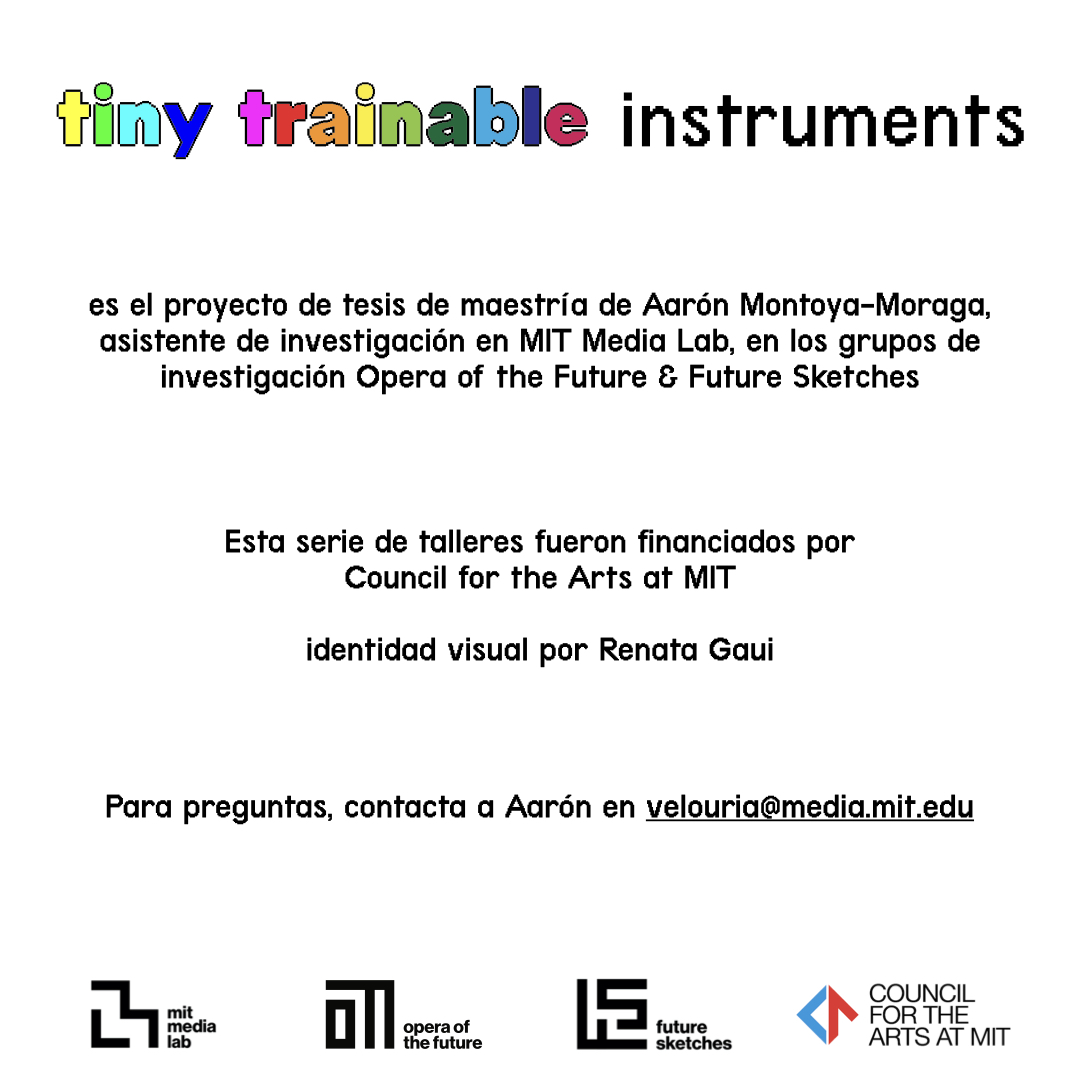 tiny trainable instruments
es el proyecto de tesis de maestría de Aarón Montoya-Moraga,
asistente de investigación en MIT Media Lab, en los grupos de
investigación Opera of the Future & Future Sketches
Esta serie de talleres fueron financiados por
Council for the Arts at MIT
identidad visual por Renata Gaui
Para preguntas, contacta a Aarón en velouria@media.mit.edu
mit
media
lab
opera of
the future
future
sketches
COUNCIL
FOR THE
ARTS AT MIT